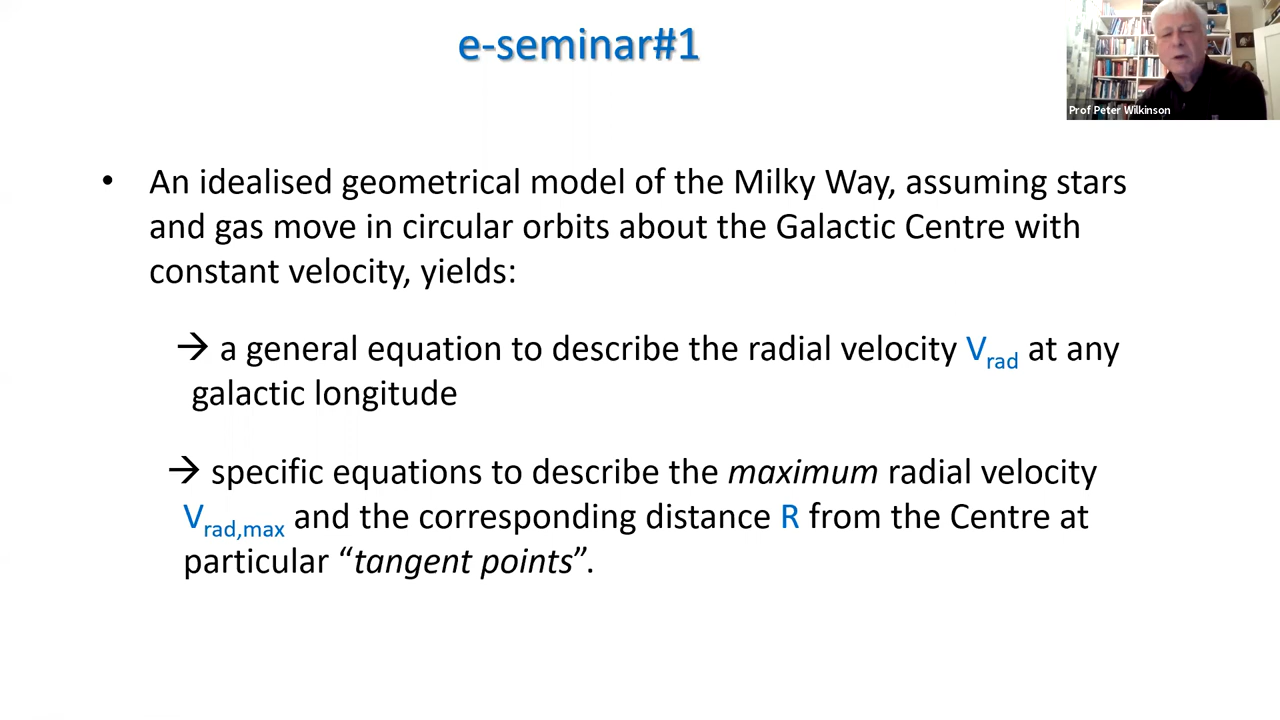 e-seminar#1
Prof Peter Wilkinson
• An idealised geometrical model of the Milky Way, assuming stars
and gas move in circular orbits about the Galactic Centre with
constant velocity, yields:
→ a general equation to describe the radial velocity Vrad at any
galactic longitude
→ specific equations to describe the maximum radial velocity
Vrad,max and the corresponding distance R from the Centre at
particular “tangent points”.